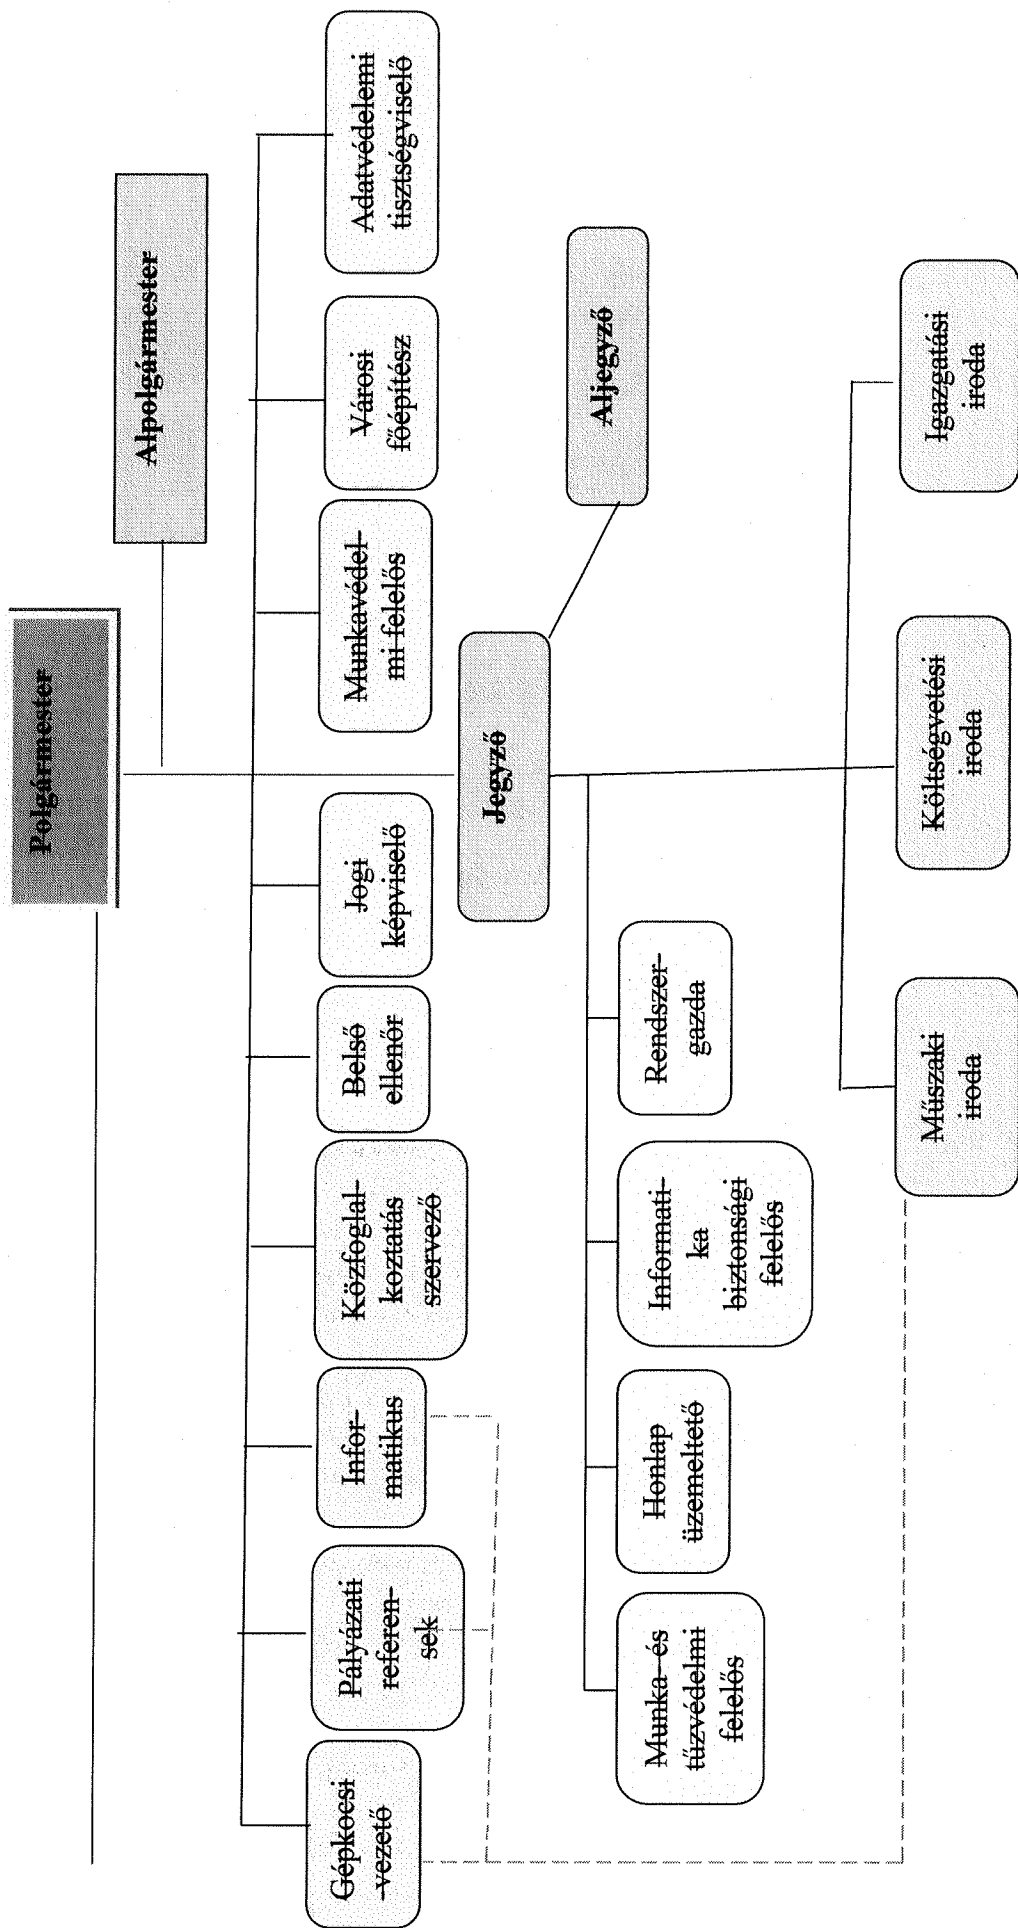 Polgármester
Alpolgármester
Gépkocsi
vezető
Pályázati
referen-
sek
Infor-
matikus
Közfoglal-
koztatás
szervező
Belső
ellenőr
Jogi
képviselő
Munkavédel-
mi felelős
Városi
főépítész
Adatvédelemi
tisztségviselő
Jegyző
Aljegyző
Munka- és
tűzvédelmi
felelős
Honlap
üzemeltető
Informati-
ka
biztonsági
felelős
Rendszer-
gazda
Műszaki
iroda
Költségvetési
iroda
Igazgatási
iroda